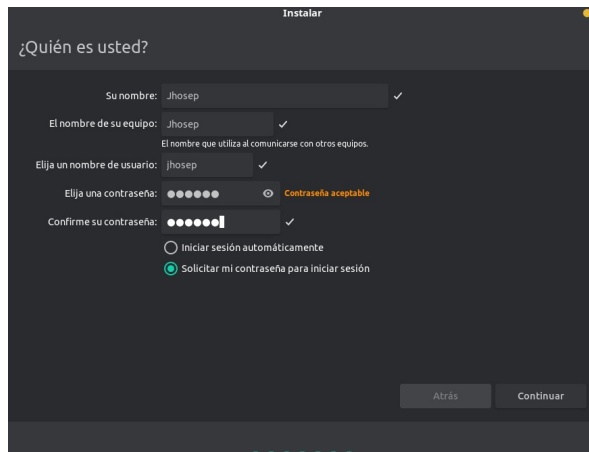 Instalar
¿Quién es usted?
Su nombre: Jhosep
El nombre de su equipo: Jhosep
El nombre que utiliza al comunicarse con otros equipos.
Elija un nombre de usuario: jhosep
Elija una contraseña: ●●●●●● Contraseña aceptable
Confirme su contraseña: ●●●●●●
Iniciar sesión automáticamente
Solicitar mi contraseña para iniciar sesión
Atrás Continuar